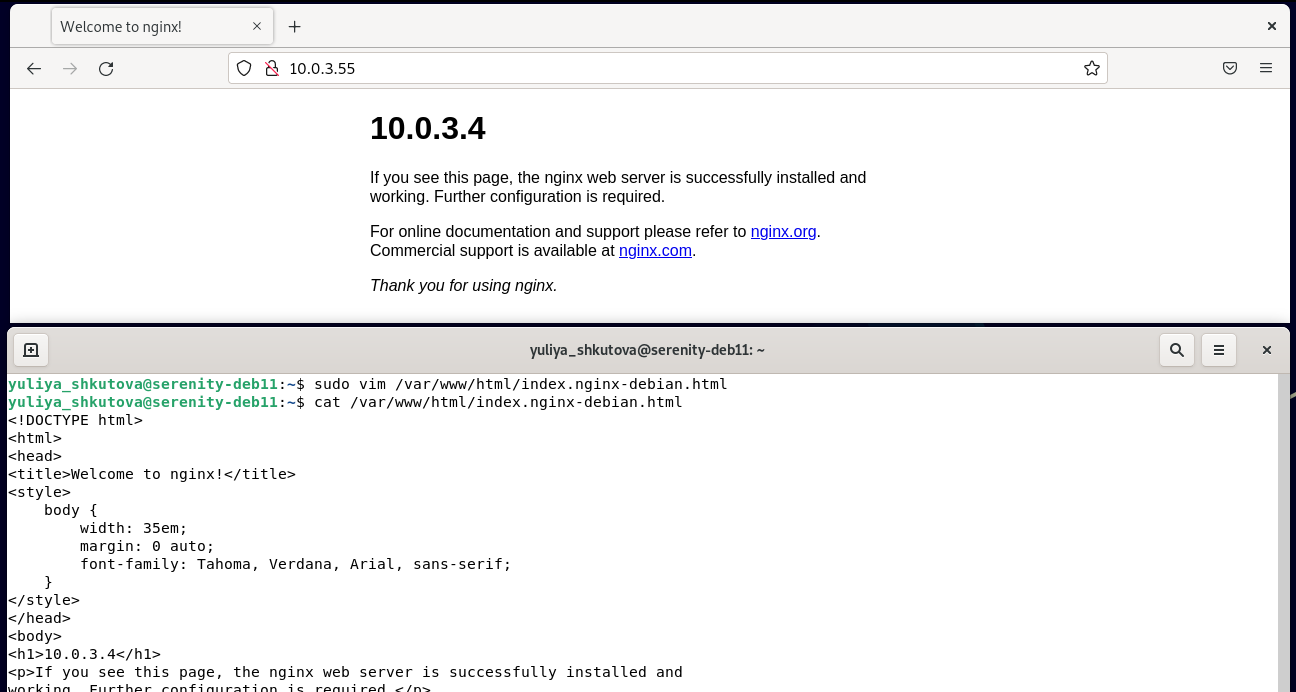 Welcome to nginx!
10.0.3.55
10.0.3.4
If you see this page, the nginx web server is successfully installed and
working. Further configuration is required.
For online documentation and support please refer to nginx.org.
Commercial support is available at nginx.com.
Thank you for using nginx.
yuliya_shkutova@serenity-deb11: ~
yuliya_shkutova@serenity-deb11:~$ sudo vim /var/www/html/index.nginx-debian.html
yuliya_shkutova@serenity-deb11:~$ cat /var/www/html/index.nginx-debian.html
<!DOCTYPE html>
<html>
<head>
<title>Welcome to nginx!</title>
<style>
    body {
        width: 35em;
        margin: 0 auto;
        font-family: Tahoma, Verdana, Arial, sans-serif;
    }
</style>
</head>
<body>
<h1>10.0.3.4</h1>
<p>If you see this page, the nginx web server is successfully installed and
working. Further configuration is required.</p>